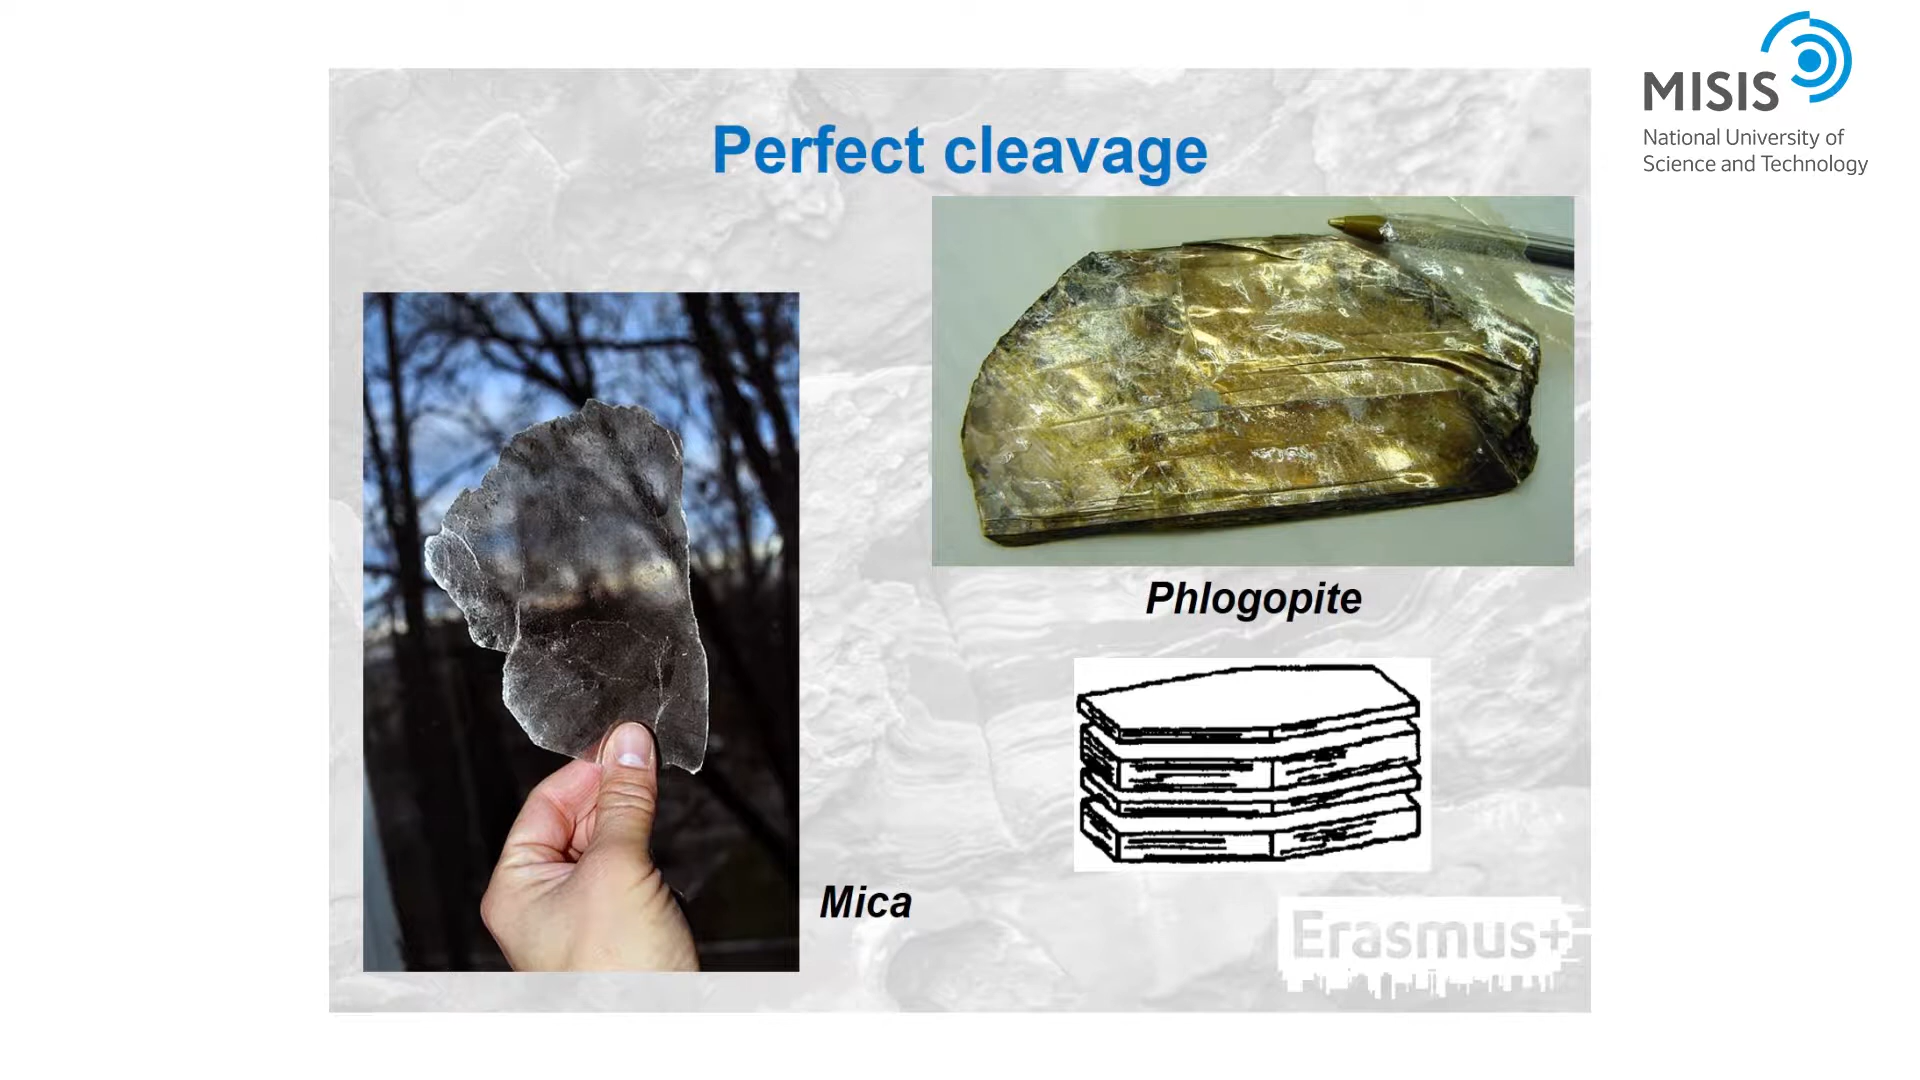 MISIS
National University of
Science and Technology
Perfect cleavage
Phlogopite
Mica
Erasmus+